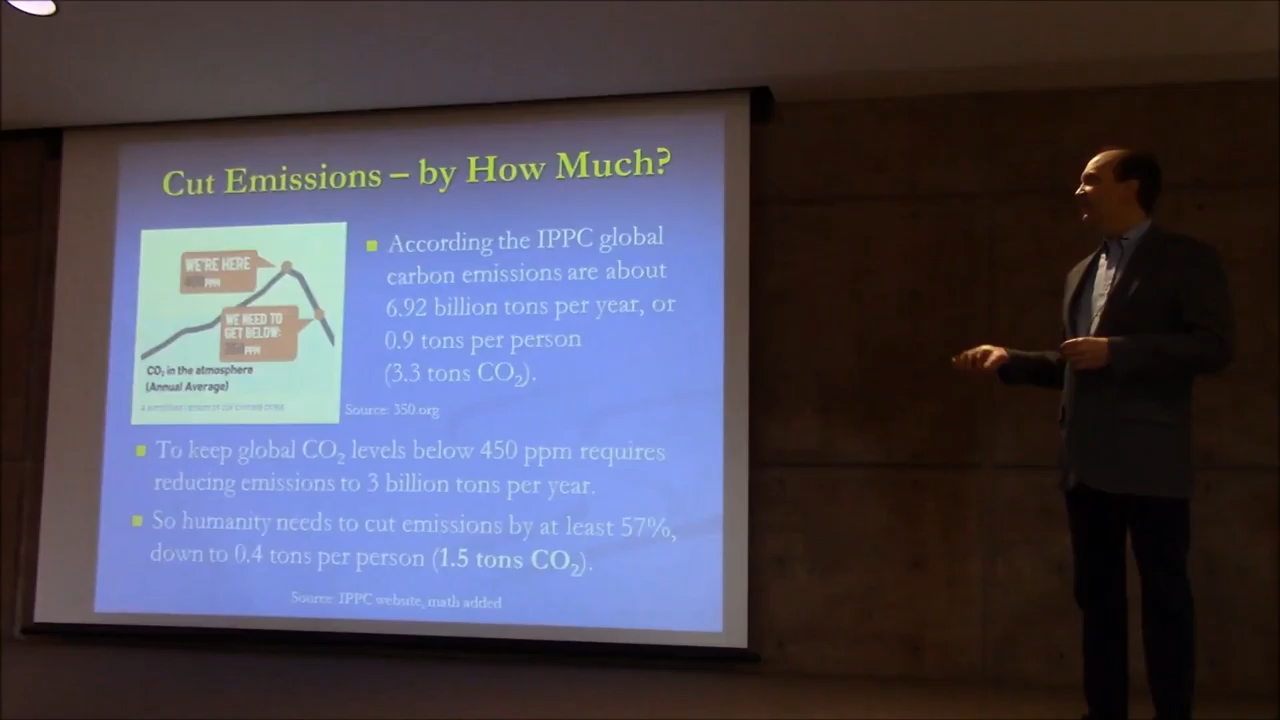 Cut Emissions – by How Much?
WE'RE HERE
PPM
WE NEED TO
GET BELOW:
PPM
CO₂ in the atmosphere
(Annual Average)
According the IPPC global
carbon emissions are about
6.92 billion tons per year, or
0.9 tons per person
(3.3 tons CO₂).
Source: 350.org
To keep global CO₂ levels below 450 ppm requires
reducing emissions to 3 billion tons per year.
So humanity needs to cut emissions by at least 57%,
down to 0.4 tons per person (1.5 tons CO₂).
Source: IPPC website, math added